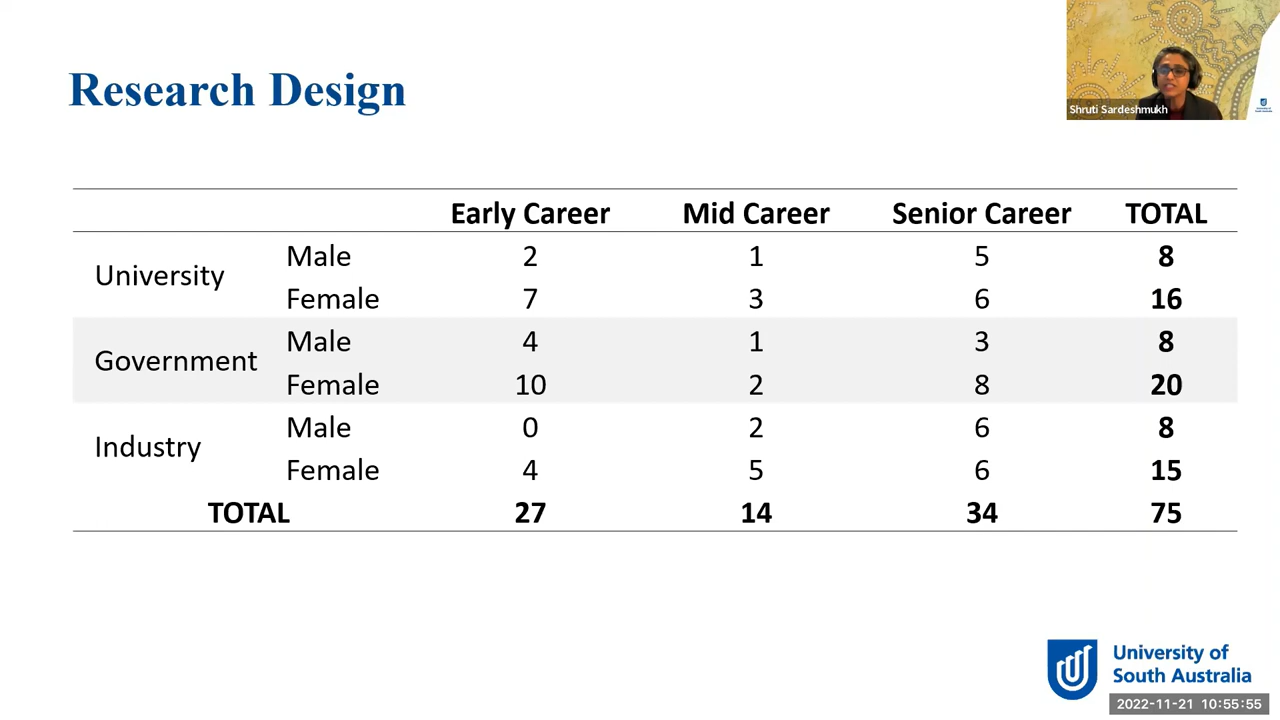 Research Design
Shruti Sardeshmukh
Early Career Mid Career Senior Career TOTAL
University Male 2 1 5 8
Female 7 3 6 16
Government Male 4 1 3 8
Female 10 2 8 20
Industry Male 0 2 6 8
Female 4 5 6 15
TOTAL 27 14 34 75
University of
South Australia
2022-11-21 10:55:55